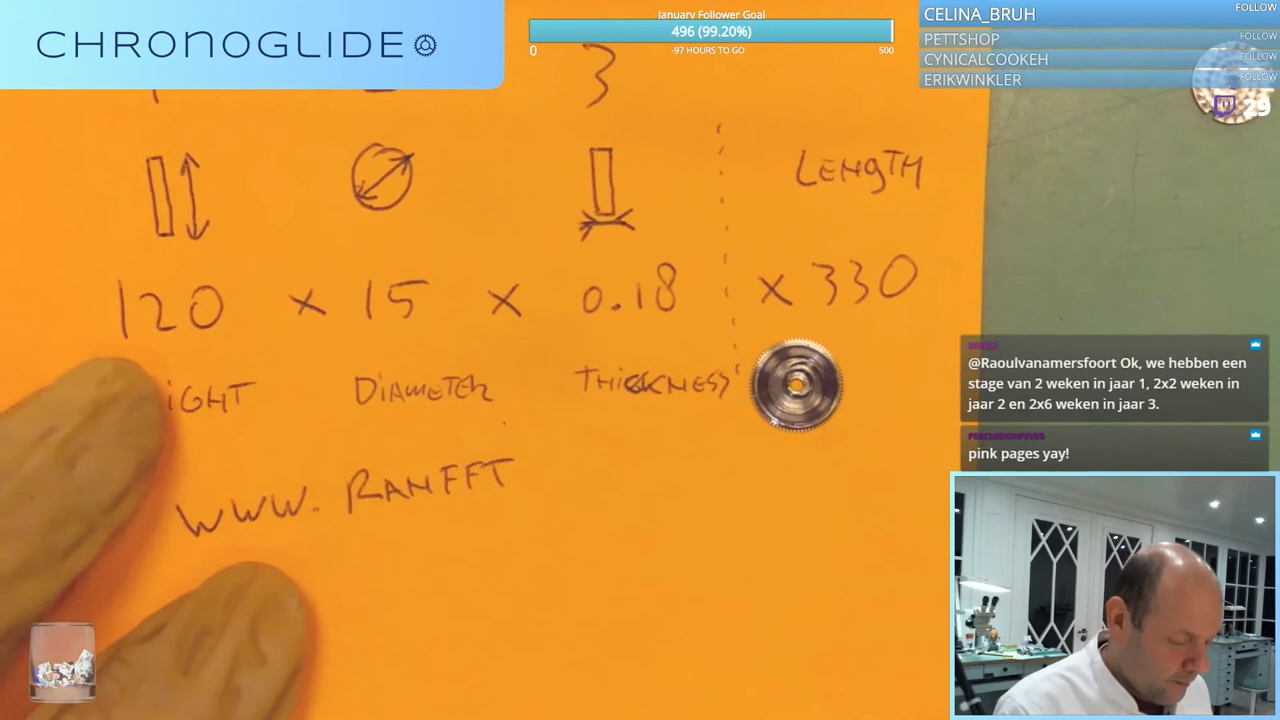 CHRONOGLIDE
January Follower Goal
496 (99.20%)
0 -97 HOURS TO GO 500
CELINA_BRUH FOLLOW
PETTSHOP FOLLOW
CYNICALCOOKEH FOLLOW
ERIKWINKLER FOLLOW
29
3
LENGTH
120 x 15 x 0.18 x 330
iGHT DiAMETER THiCKNESS
WWW. RANFFT
@Raoulvanamersfoort Ok, we hebben een
stage van 2 weken in jaar 1, 2x2 weken in
jaar 2 en 2x6 weken in jaar 3.
PERCUSSIONFEVER
pink pages yay!